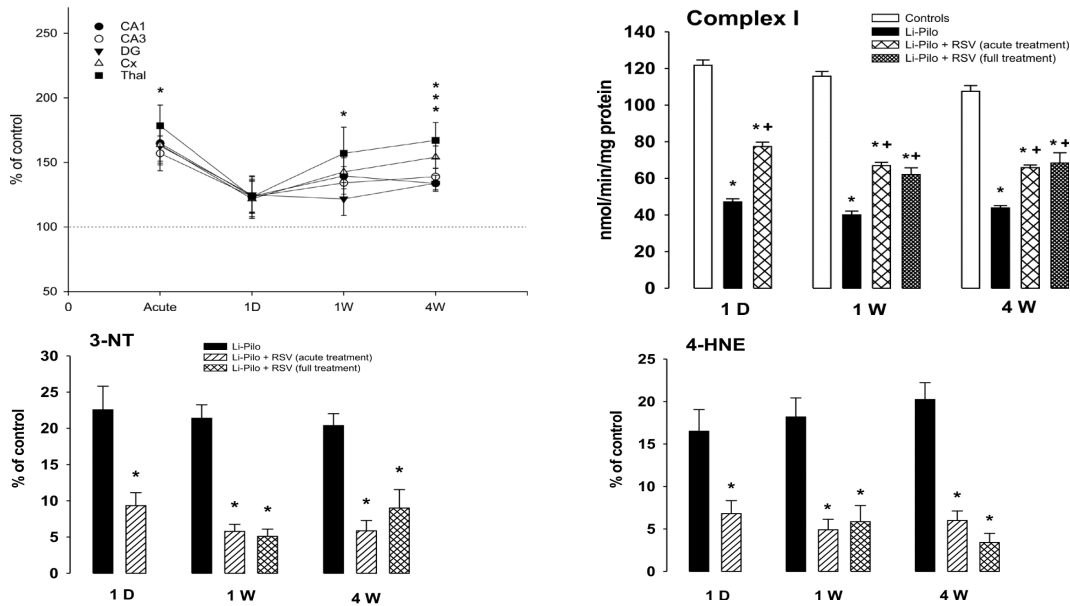 250
200
150
100
50
% of control
CA1
CA3
DG
Cx
Thal
*
*
*
*
*
0 Acute 1D 1W 4W
Complex I
Controls
Li-Pilo
Li-Pilo + RSV (acute treatment)
Li-Pilo + RSV (full treatment)
140
120
100
80
60
40
20
0
nmol/min/mg protein
* *+
* *+ *+
* *+ *+
1 D 1 W 4 W
3-NT
Li-Pilo
Li-Pilo + RSV (acute treatment)
Li-Pilo + RSV (full treatment)
30
25
20
15
10
5
0
% of control
*
* *
* *
1 D 1 W 4 W
4-HNE
25
20
15
10
5
0
% of control
*
* *
* *
1 D 1 W 4 W